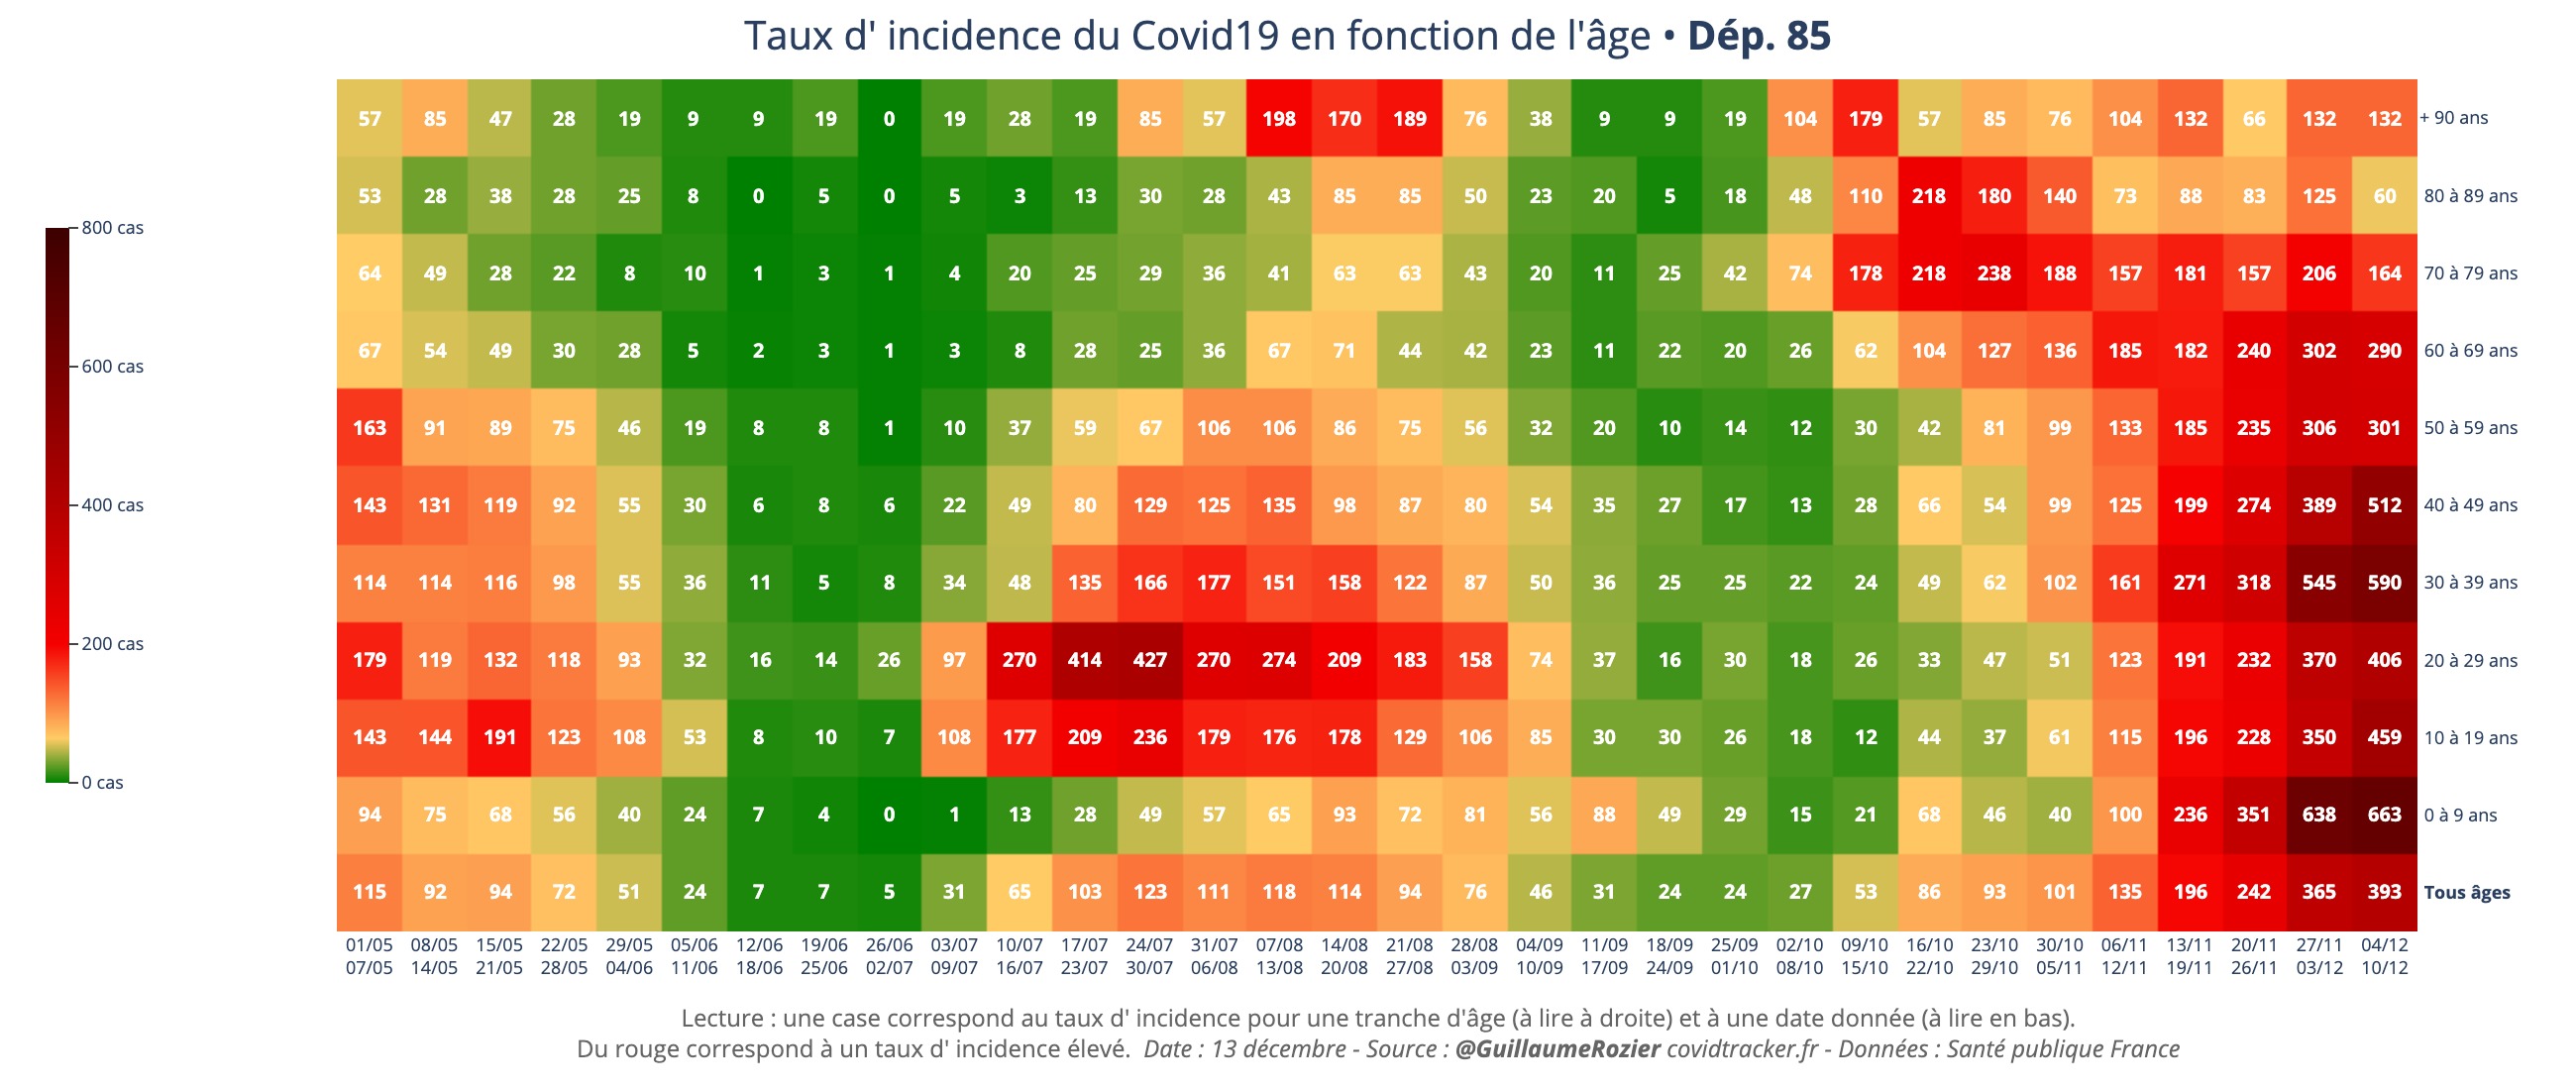 Taux d' incidence du Covid19 en fonction de l'âge • Dép. 85
800 cas
600 cas
400 cas
200 cas
0 cas
57 85 47 28 19 9 9 19 0 19 28 19 85 57 198 170 189 76 38 9 9 19 104 179 57 85 76 104 132 66 132 132 + 90 ans
53 28 38 28 25 8 0 5 0 5 3 13 30 28 43 85 85 50 23 20 5 18 48 110 218 180 140 73 88 83 125 60 80 à 89 ans
64 49 28 22 8 10 1 3 1 4 20 25 29 36 41 63 63 43 20 11 25 42 74 178 218 238 188 157 181 157 206 164 70 à 79 ans
67 54 49 30 28 5 2 3 1 3 8 28 25 36 67 71 44 42 23 11 22 20 26 62 104 127 136 185 182 240 302 290 60 à 69 ans
163 91 89 75 46 19 8 8 1 10 37 59 67 106 106 86 75 56 32 20 10 14 12 30 42 81 99 133 185 235 306 301 50 à 59 ans
143 131 119 92 55 30 6 8 6 22 49 80 129 125 135 98 87 80 54 35 27 17 13 28 66 54 99 125 199 274 389 512 40 à 49 ans
114 114 116 98 55 36 11 5 8 34 48 135 166 177 151 158 122 87 50 36 25 25 22 24 49 62 102 161 271 318 545 590 30 à 39 ans
179 119 132 118 93 32 16 14 26 97 270 414 427 270 274 209 183 158 74 37 16 30 18 26 33 47 51 123 191 232 370 406 20 à 29 ans
143 144 191 123 108 53 8 10 7 108 177 209 236 179 176 178 129 106 85 30 30 26 18 12 44 37 61 115 196 228 350 459 10 à 19 ans
94 75 68 56 40 24 7 4 0 1 13 28 49 57 65 93 72 81 56 88 49 29 15 21 68 46 40 100 236 351 638 663 0 à 9 ans
115 92 94 72 51 24 7 7 5 31 65 103 123 111 118 114 94 76 46 31 24 24 27 53 86 93 101 135 196 242 365 393 Tous âges
01/05 08/05 15/05 22/05 29/05 05/06 12/06 19/06 26/06 03/07 10/07 17/07 24/07 31/07 07/08 14/08 21/08 28/08 04/09 11/09 18/09 25/09 02/10 09/10 16/10 23/10 30/10 06/11 13/11 20/11 27/11 04/12
07/05 14/05 21/05 28/05 04/06 11/06 18/06 25/06 02/07 09/07 16/07 23/07 30/07 06/08 13/08 20/08 27/08 03/09 10/09 17/09 24/09 01/10 08/10 15/10 22/10 29/10 05/11 12/11 19/11 26/11 03/12 10/12
Lecture : une case correspond au taux d' incidence pour une tranche d'âge (à lire à droite) et à une date donnée (à lire en bas).
Du rouge correspond à un taux d' incidence élevé. Date : 13 décembre - Source : @GuillaumeRozier covidtracker.fr - Données : Santé publique France